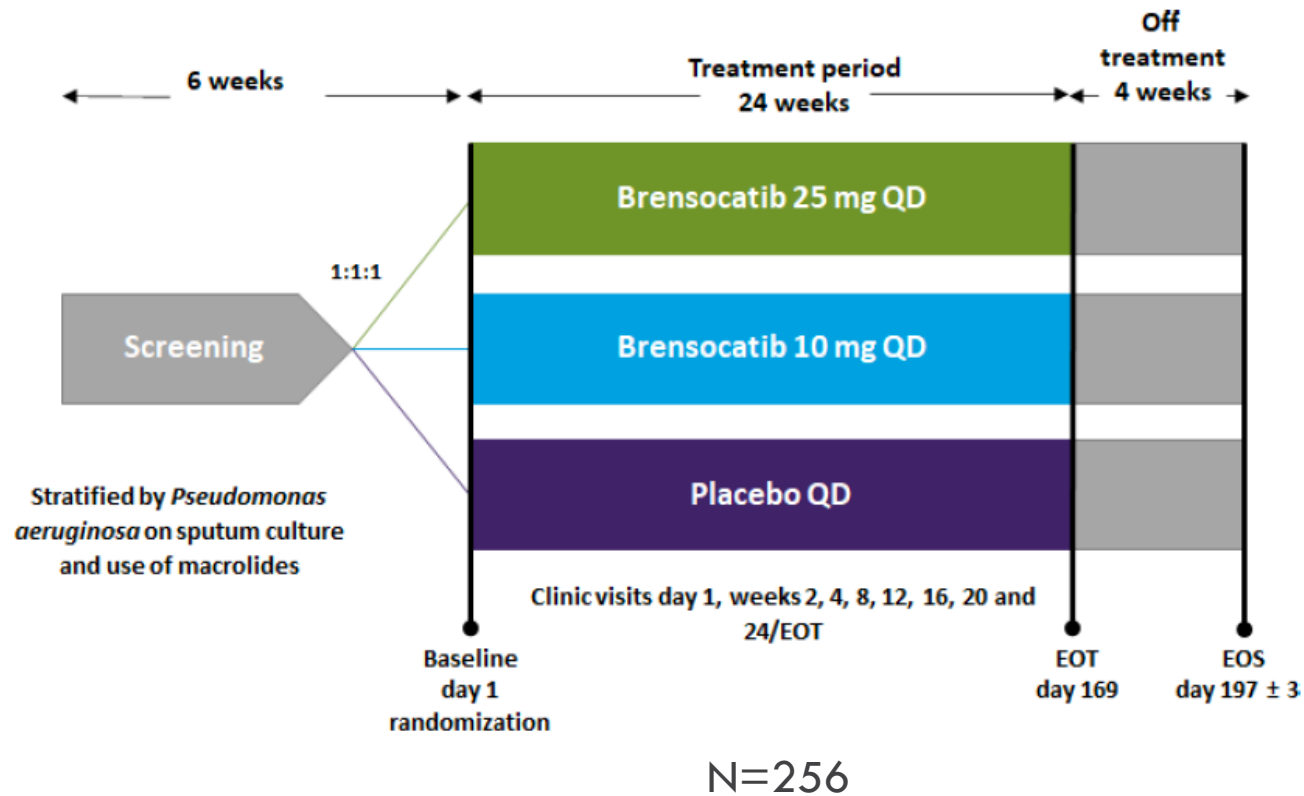 6 weeks
Treatment period
24 weeks
Off
treatment
4 weeks
Brensocatib 25 mg QD
1:1:1
Screening
Brensocatib 10 mg QD
Placebo QD
Stratified by Pseudomonas
aeruginosa on sputum culture
and use of macrolides
Clinic visits day 1, weeks 2, 4, 8, 12, 16, 20 and
24/EOT
Baseline
day 1
randomization
EOT
day 169
EOS
day 197 ± 3
N=256